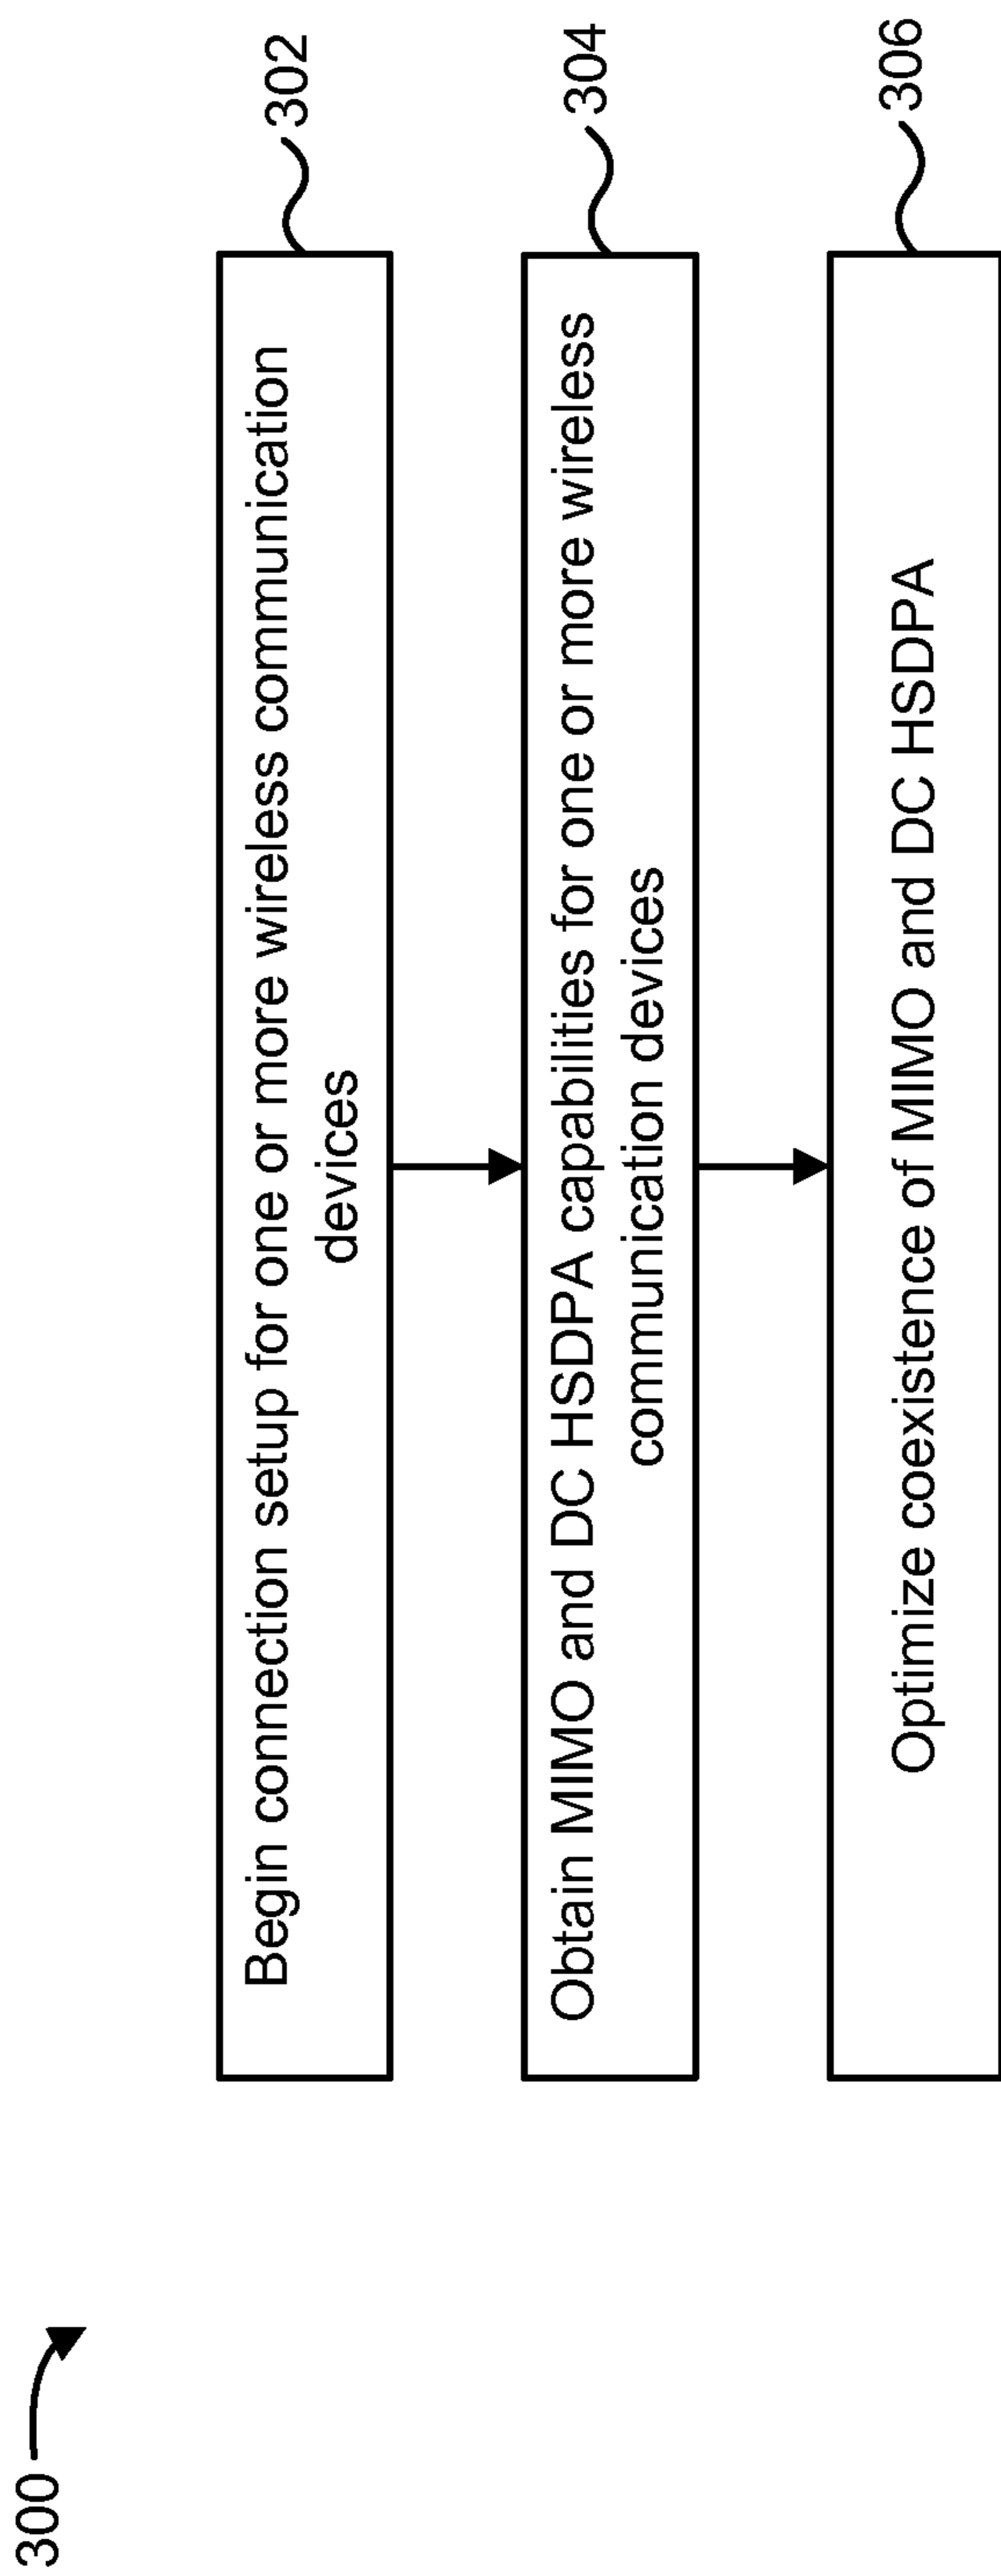 300
302
Begin connection setup for one or more wireless communication
devices
304
Obtain MIMO and DC HSDPA capabilities for one or more wireless
communication devices
306
Optimize coexistence of MIMO and DC HSDPA